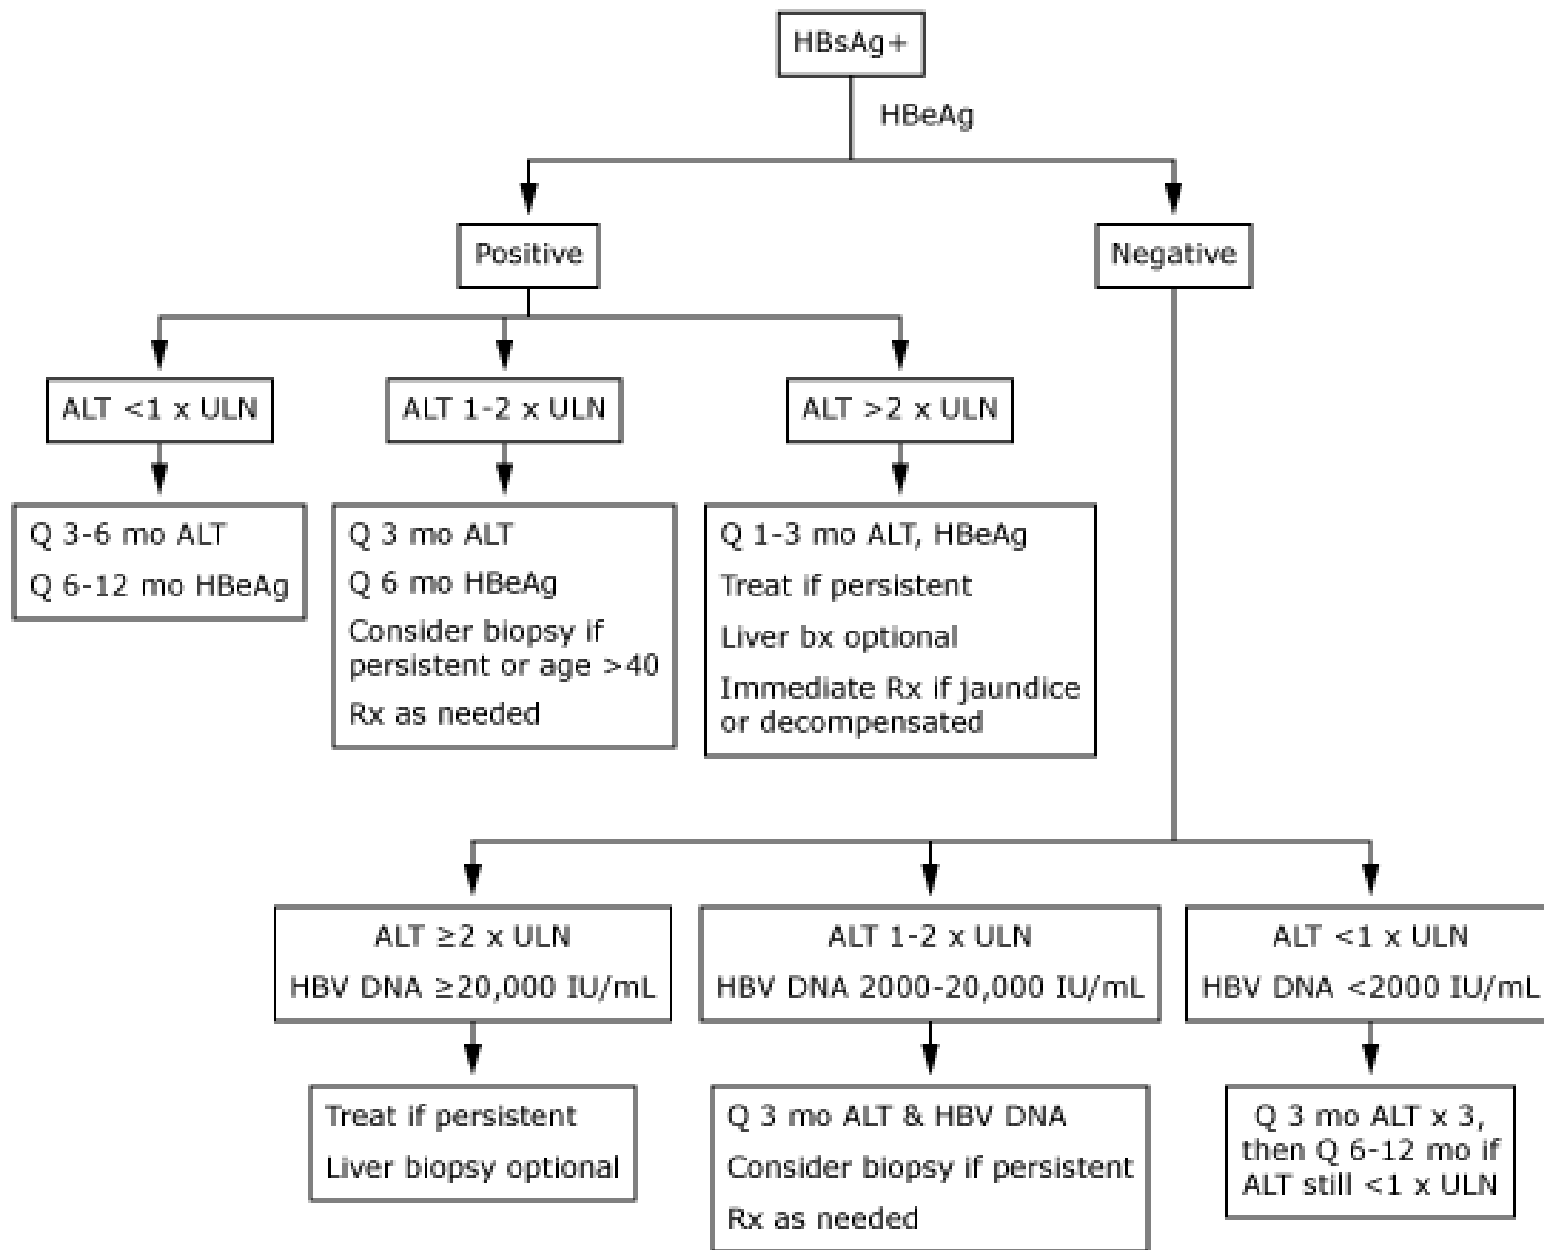 HBsAg+
HBeAg
Positive
Negative
ALT <1 x ULN
ALT 1-2 x ULN
ALT >2 x ULN
Q 3-6 mo ALT
Q 6-12 mo HBeAg
Q 3 mo ALT
Q 6 mo HBeAg
Consider biopsy if
persistent or age >40
Rx as needed
Q 1-3 mo ALT, HBeAg
Treat if persistent
Liver bx optional
Immediate Rx if jaundice
or decompensated
ALT ≥2 x ULN
HBV DNA ≥20,000 IU/mL
ALT 1-2 x ULN
HBV DNA 2000-20,000 IU/mL
ALT <1 x ULN
HBV DNA <2000 IU/mL
Treat if persistent
Liver biopsy optional
Q 3 mo ALT & HBV DNA
Consider biopsy if persistent
Rx as needed
Q 3 mo ALT x 3,
then Q 6-12 mo if
ALT still <1 x ULN